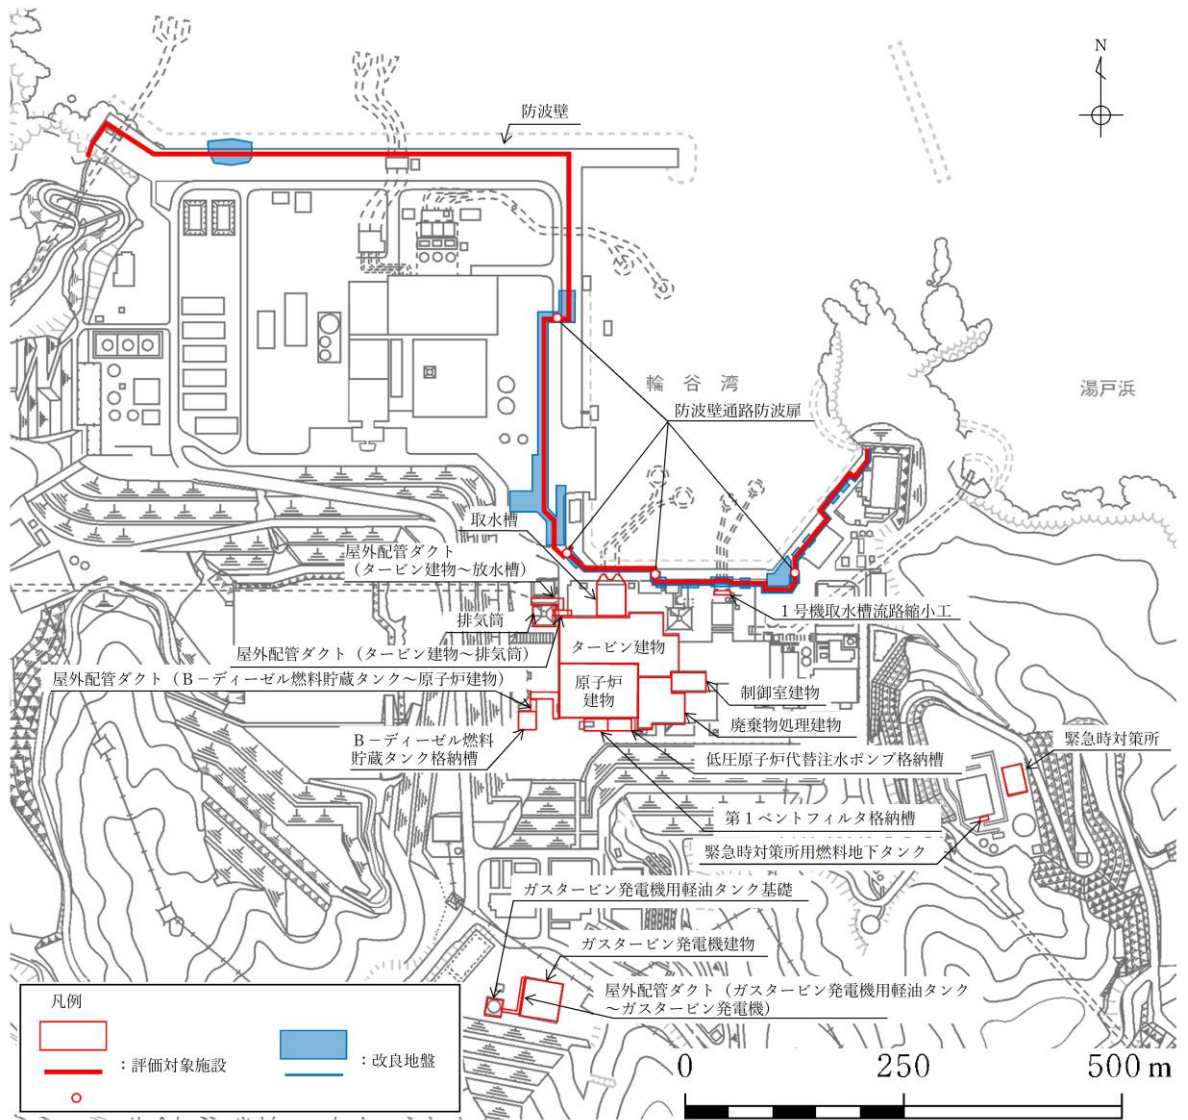 N
防波壁
輪谷湾
湯戸浜
防波壁通路防波扉
取水槽
屋外配管ダクト
(タービン建物~放水槽)
1号機取水槽流路縮小工
排気筒
タービン建物
屋外配管ダクト(タービン建物~排気筒)
屋外配管ダクト(B-ディーゼル燃料貯蔵タンク~原子炉建物)
原子炉
建物
制御室建物
廃棄物処理建物
B-ディーゼル燃料
貯蔵タンク格納槽
緊急時対策所
低圧原子炉代替注水ポンプ格納槽
第1ベントフィルタ格納槽
緊急時対策所用燃料地下タンク
ガスタービン発電機用軽油タンク基礎
ガスタービン発電機建物
屋外配管ダクト(ガスタービン発電機用軽油タンク
~ガスタービン発電機)
凡例
:評価対象施設
:改良地盤
0 250 500 m